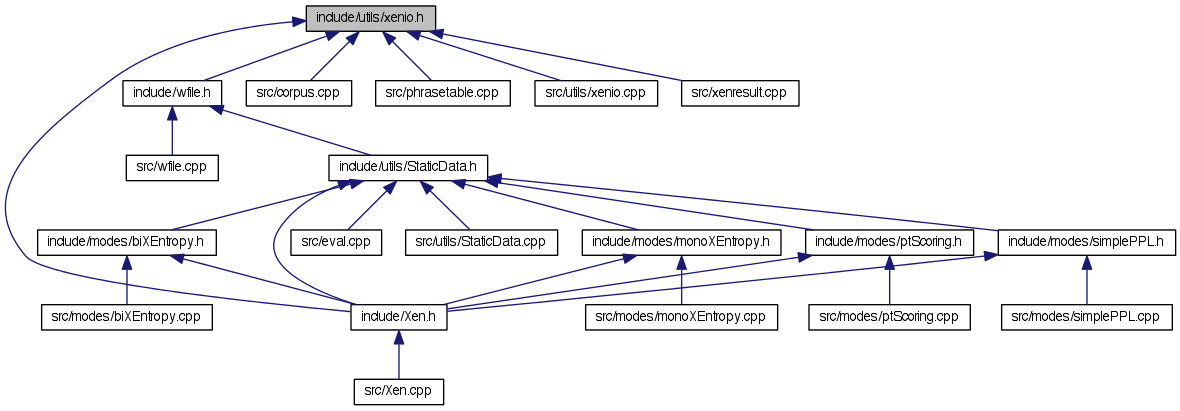 include/utils/xenio.h
include/wfile.h
src/corpus.cpp
src/phrasetable.cpp
src/utils/xenio.cpp
src/xenresult.cpp
src/wfile.cpp
include/utils/StaticData.h
include/modes/biXEntropy.h
src/eval.cpp
src/utils/StaticData.cpp
include/modes/monoXEntropy.h
include/modes/ptScoring.h
include/modes/simplePPL.h
src/modes/biXEntropy.cpp
include/Xen.h
src/modes/monoXEntropy.cpp
src/modes/ptScoring.cpp
src/modes/simplePPL.cpp
src/Xen.cpp